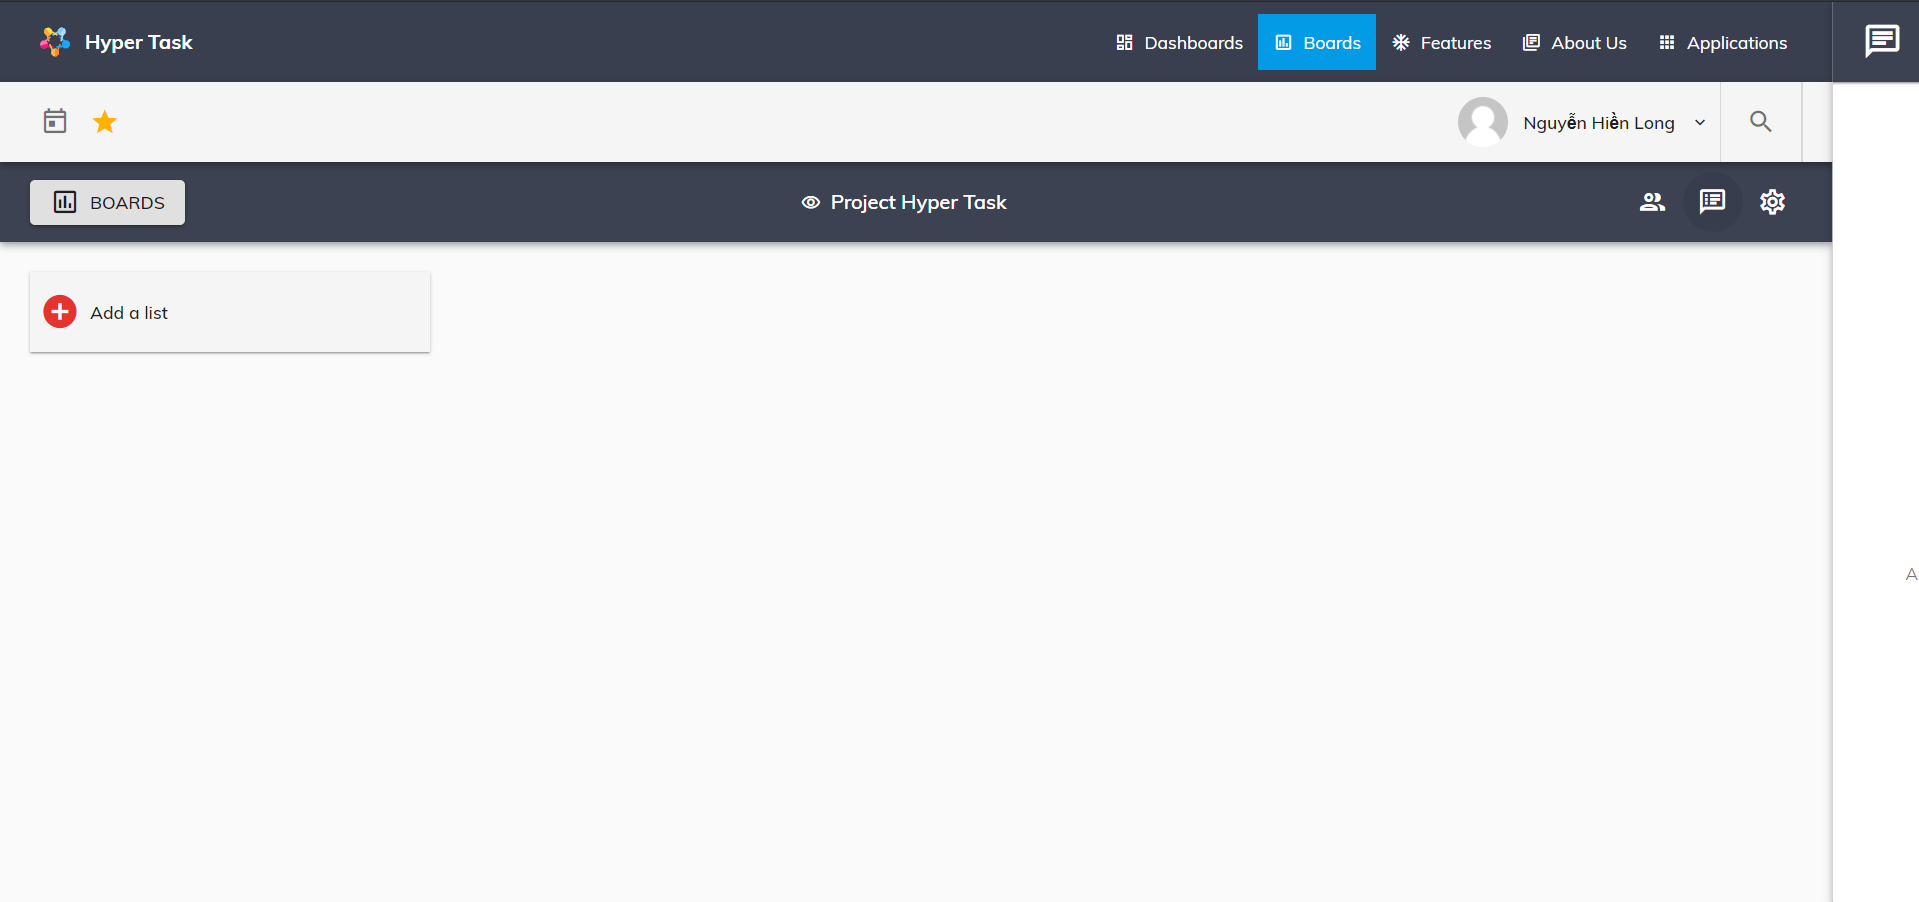 Hyper Task
Dashboards
Boards
Features
About Us
Applications
Nguyễn Hiền Long
BOARDS
Project Hyper Task
Add a list
A